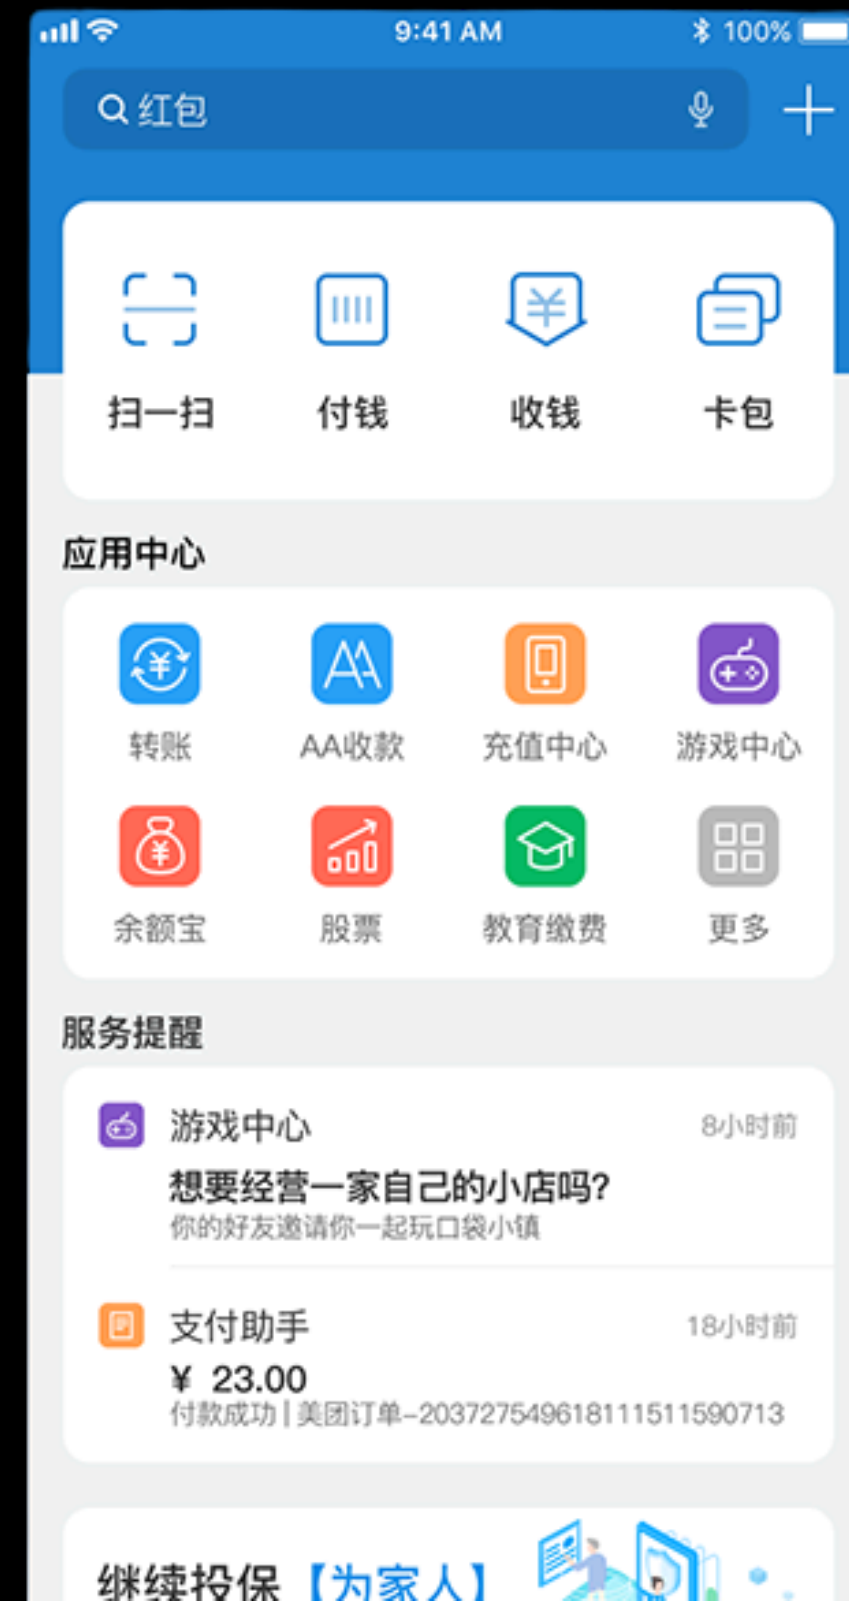 9:41 AM 100%
红包
扫一扫 付钱 收钱 卡包
应用中心
转账 AA收款 充值中心 游戏中心
余额宝 股票 教育缴费 更多
服务提醒
游戏中心 8小时前
想要经营一家自己的小店吗?
你的好友邀请你一起玩口袋小镇
支付助手 18小时前
¥ 23.00
付款成功|美团订单-203727549618111511590713
继续投保【为家人】